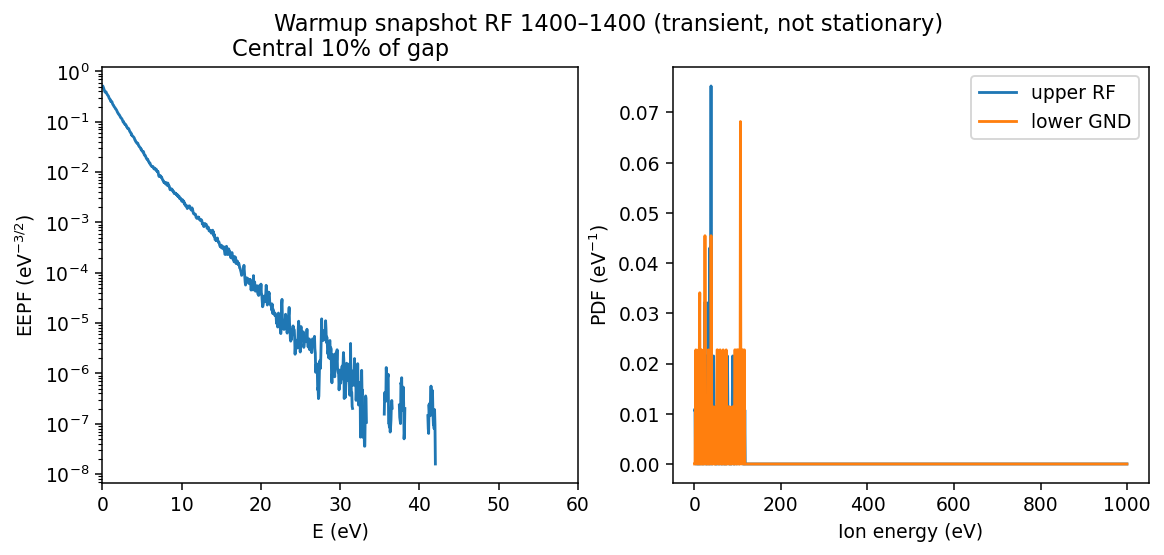 Warmup snapshot RF 1400–1400 (transient, not stationary)
Central 10% of gap
EEPF (eV⁻³/²)
10⁰
10⁻¹
10⁻²
10⁻³
10⁻⁴
10⁻⁵
10⁻⁶
10⁻⁷
10⁻⁸
0 10 20 30 40 50 60
E (eV)
PDF (eV⁻¹)
0.07
0.06
0.05
0.04
0.03
0.02
0.01
0.00
upper RF
lower GND
0 200 400 600 800 1000
Ion energy (eV)